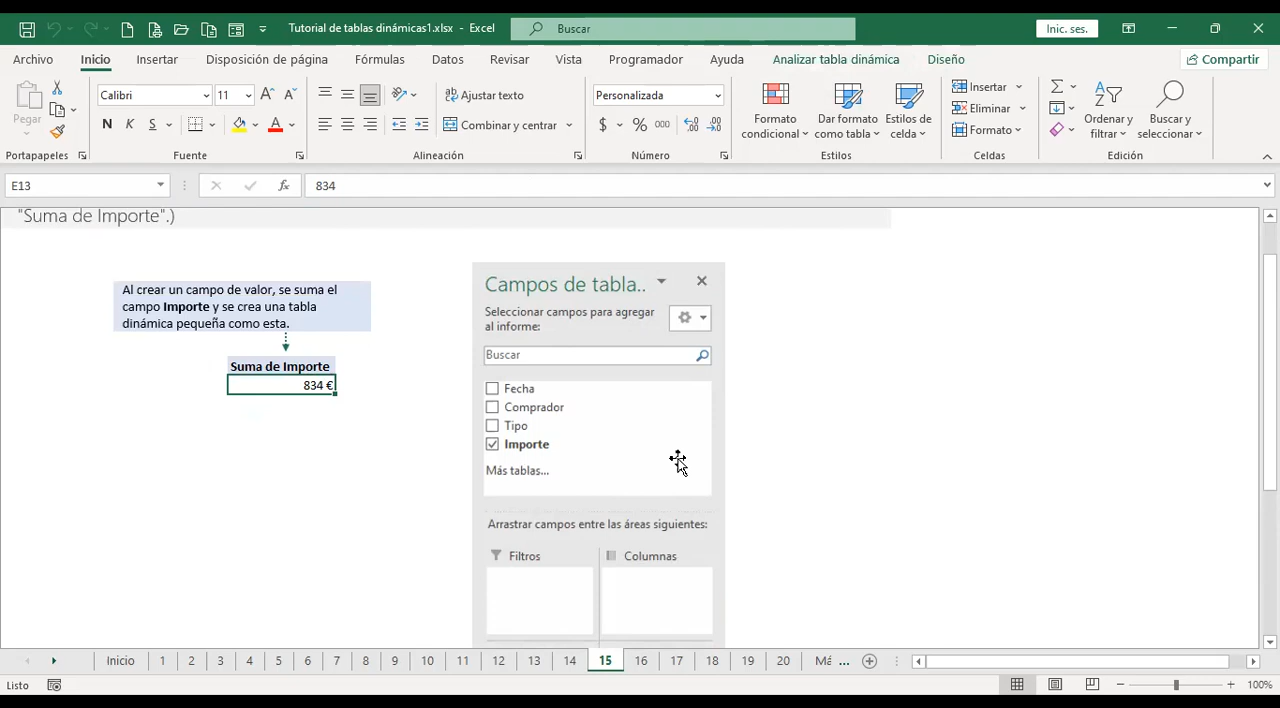 Tutorial de tablas dinámicas1.xlsx - Excel
Buscar
Inic. ses.
Archivo Inicio Insertar Disposición de página Fórmulas Datos Revisar Vista Programador Ayuda Analizar tabla dinámica Diseño Compartir
Pegar
Calibri 11
Ajustar texto
Personalizada
Formato condicional
Dar formato como tabla
Estilos de celda
Insertar
Eliminar
Formato
Ordenar y filtrar
Buscar y seleccionar
N K S
Combinar y centrar
$ % 000
Portapapeles Fuente Alineación Número Estilos Celdas Edición
E13 fx 834
"Suma de Importe".)
Al crear un campo de valor, se suma el
campo Importe y se crea una tabla
dinámica pequeña como esta.
Suma de Importe
834 €
Campos de tabla..
Seleccionar campos para agregar
al informe:
Buscar
Fecha
Comprador
Tipo
Importe
Más tablas...
Arrastrar campos entre las áreas siguientes:
Filtros Columnas
Inicio 1 2 3 4 5 6 7 8 9 10 11 12 13 14 15 16 17 18 19 20 Má ...
Listo 100%